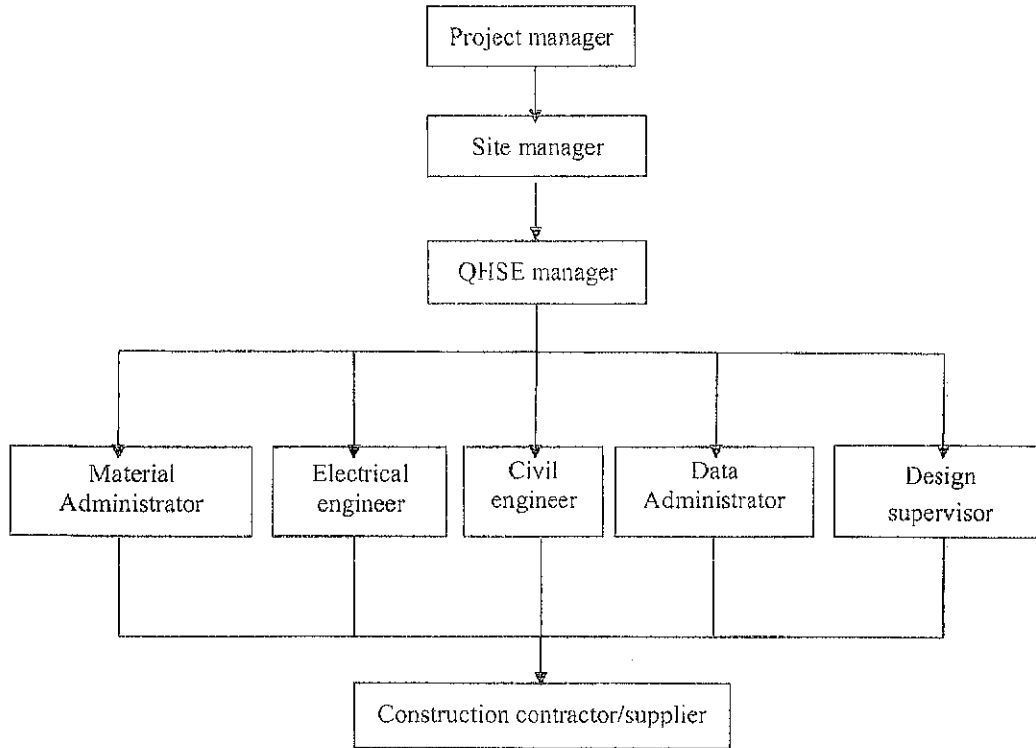 Project manager
Site manager
QHSE manager
Material
Administrator
Electrical
engineer
Civil
engineer
Data
Administrator
Design
supervisor
Construction contractor/supplier